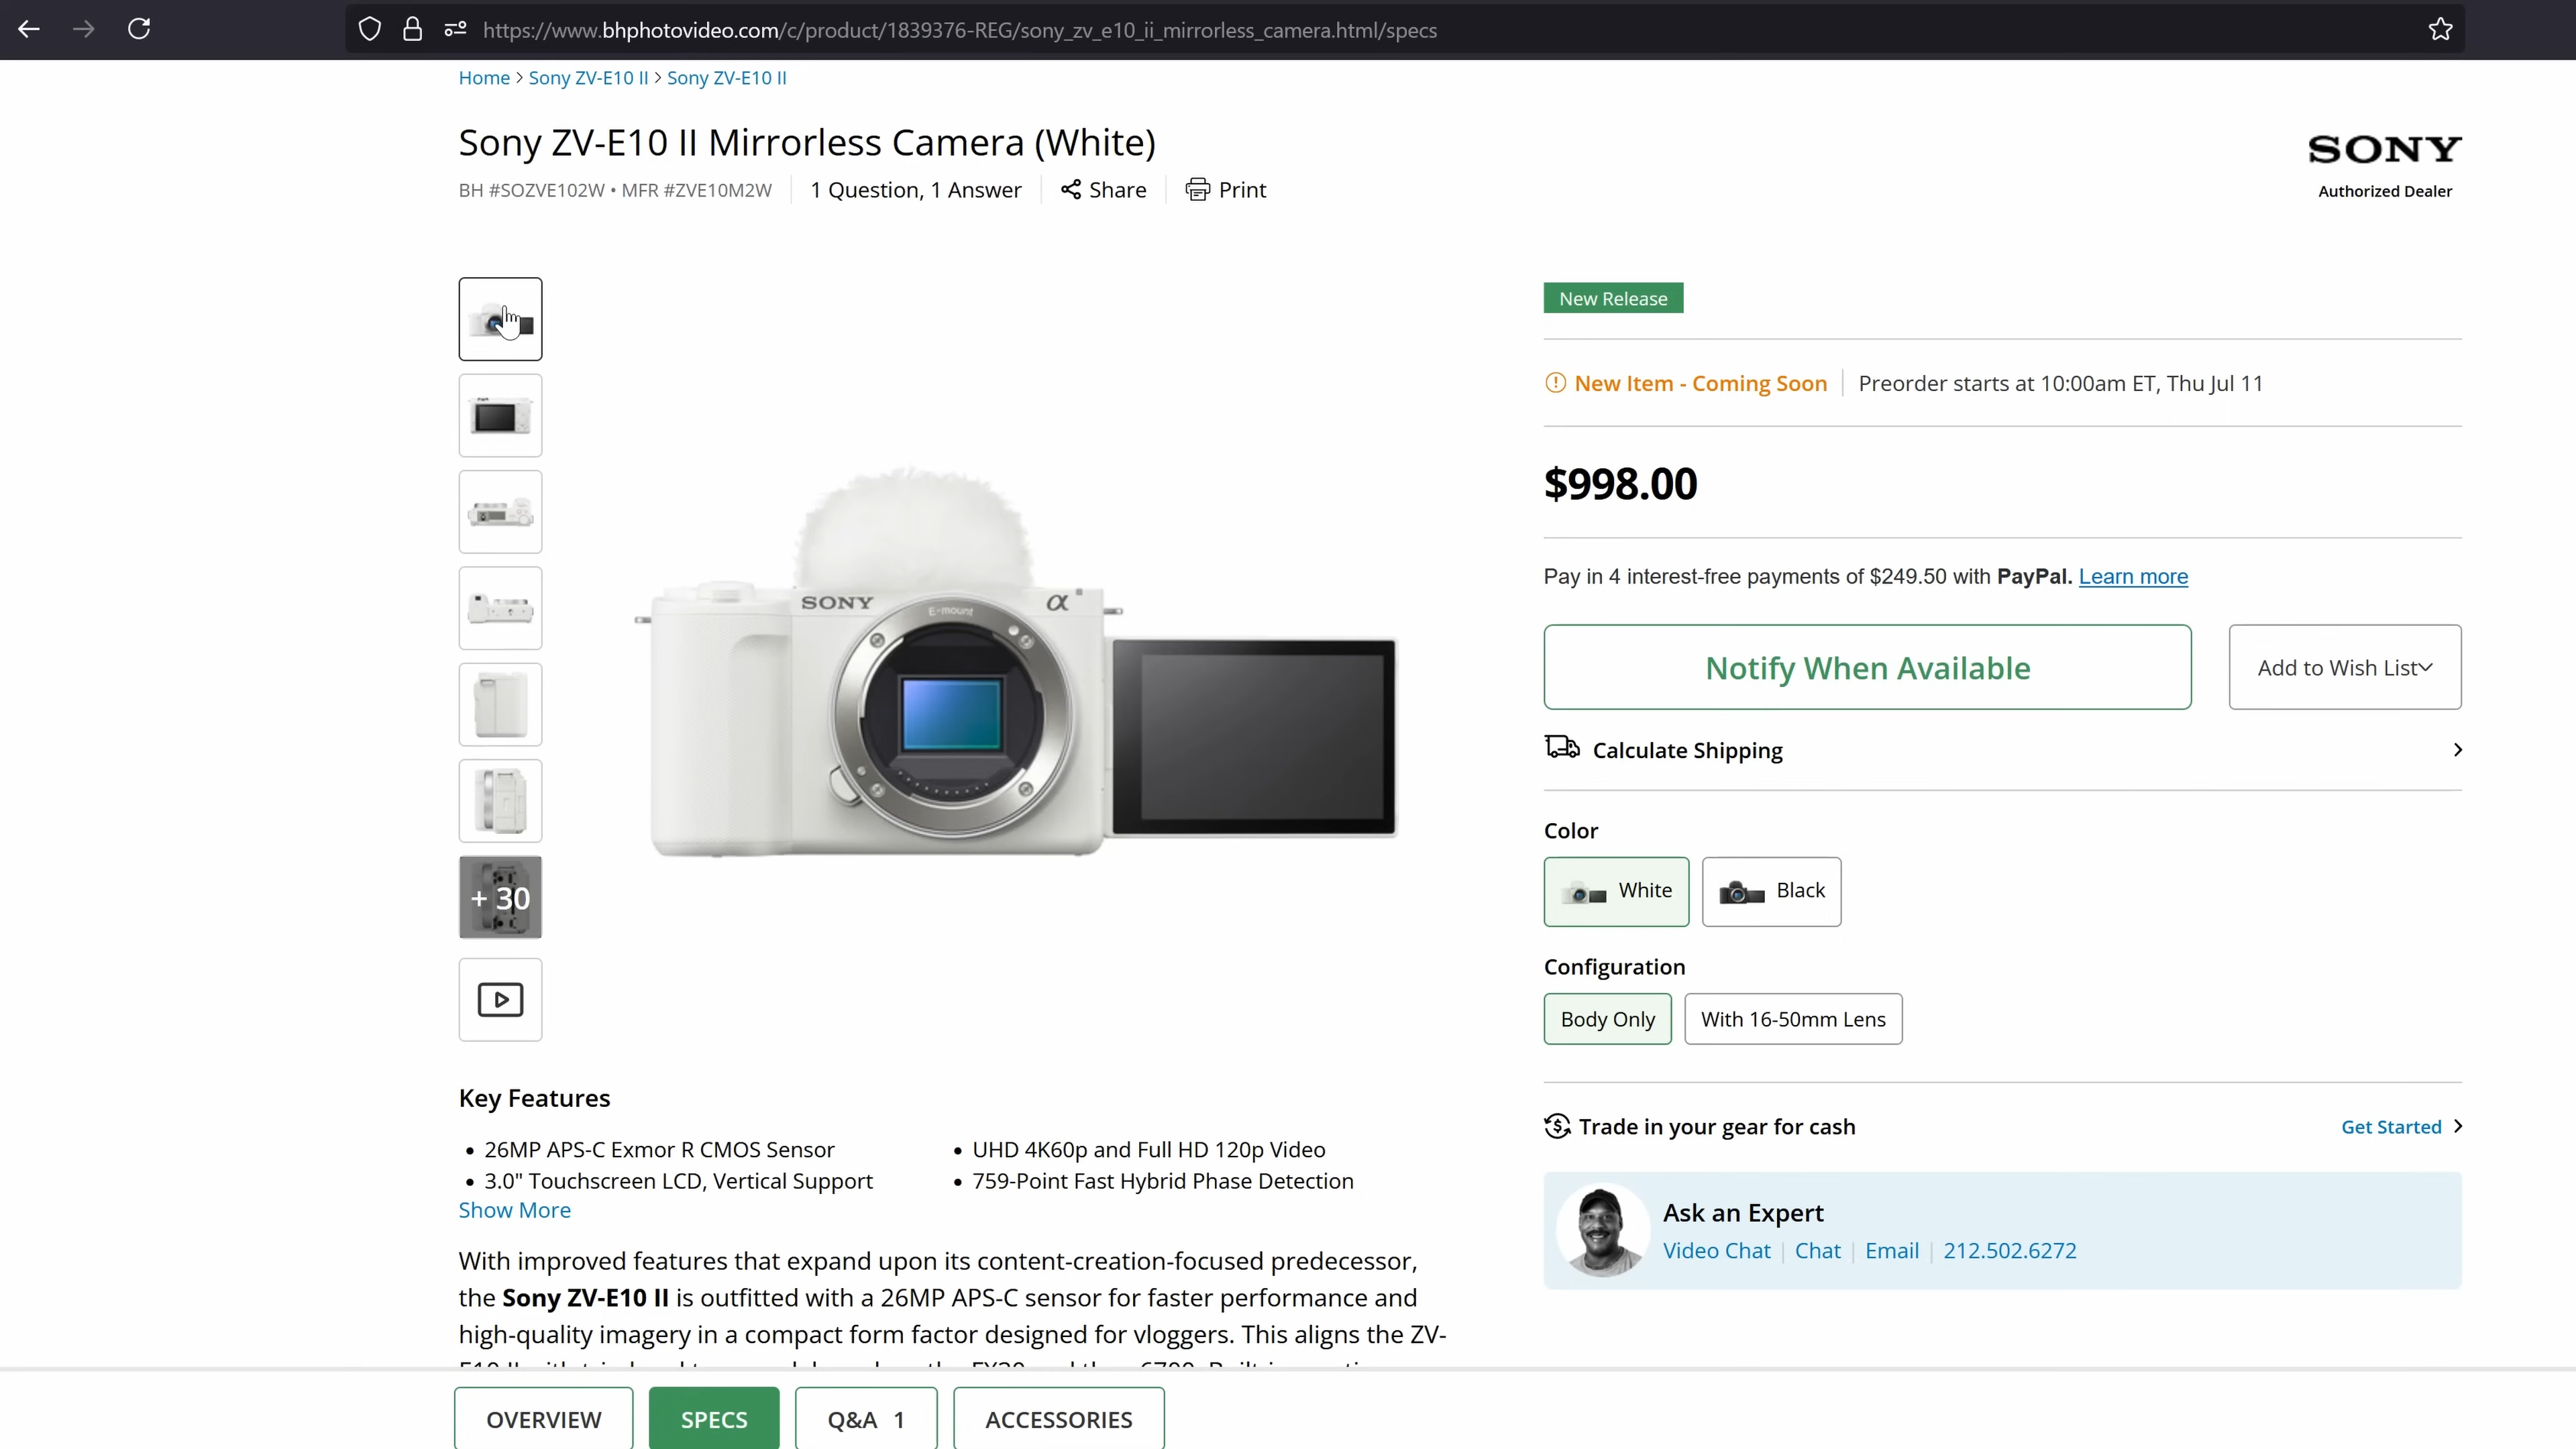 https://www.bhphotovideo.com/c/product/1839376-REG/sony_zv_e10_ii_mirrorless_camera.html/specs
Home > Sony ZV-E10 II > Sony ZV-E10 II
Sony ZV-E10 II Mirrorless Camera (White)
BH #SOZVE102W • MFR #ZVE10M2W
1 Question, 1 Answer
Share
Print
SONY
Authorized Dealer
SONY
α
E-mount
+ 30
New Release
New Item - Coming Soon
Preorder starts at 10:00am ET, Thu Jul 11
$998.00
Pay in 4 interest-free payments of $249.50 with PayPal. Learn more
Notify When Available
Add to Wish List
Calculate Shipping
Color
White
Black
Configuration
Body Only
With 16-50mm Lens
Trade in your gear for cash
Get Started
Ask an Expert
Video Chat | Chat | Email | 212.502.6272
Key Features
• 26MP APS-C Exmor R CMOS Sensor
• 3.0" Touchscreen LCD, Vertical Support
• UHD 4K60p and Full HD 120p Video
• 759-Point Fast Hybrid Phase Detection
Show More
With improved features that expand upon its content-creation-focused predecessor,
the Sony ZV-E10 II is outfitted with a 26MP APS-C sensor for faster performance and
high-quality imagery in a compact form factor designed for vloggers. This aligns the ZV-
OVERVIEW
SPECS
Q&A 1
ACCESSORIES